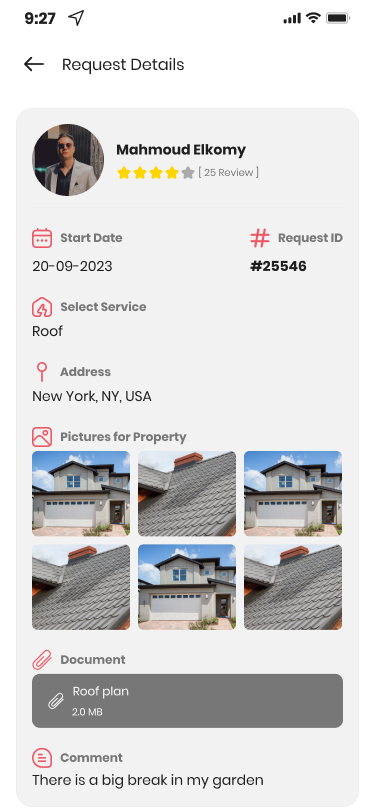 9:27
Request Details
Mahmoud Elkomy
[ 25 Review ]
Start Date
Request ID
20-09-2023
#25546
Select Service
Roof
Address
New York, NY, USA
Pictures for Property
Document
Roof plan
2.0 MB
Comment
There is a big break in my garden